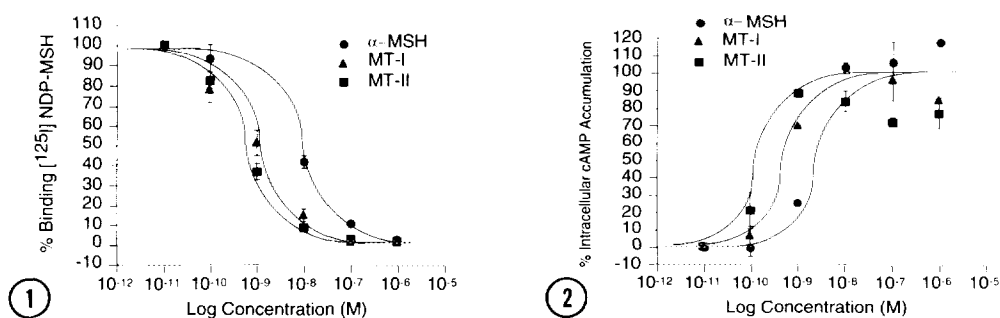 110
100
90
80
70
60
50
40
30
20
10
0
-10
% Binding [125I] NDP-MSH
α-MSH
MT-I
MT-II
10-12 10-11 10-10 10-9 10-8 10-7 10-6 10-5
Log Concentration (M)
1
120
110
100
90
80
70
60
50
40
30
20
10
0
-10
% Intracellular cAMP Accumulation
α-MSH
MT-I
MT-II
10-12 10-11 10-10 10-9 10-8 10-7 10-6 10-5
Log Concentration (M)
2